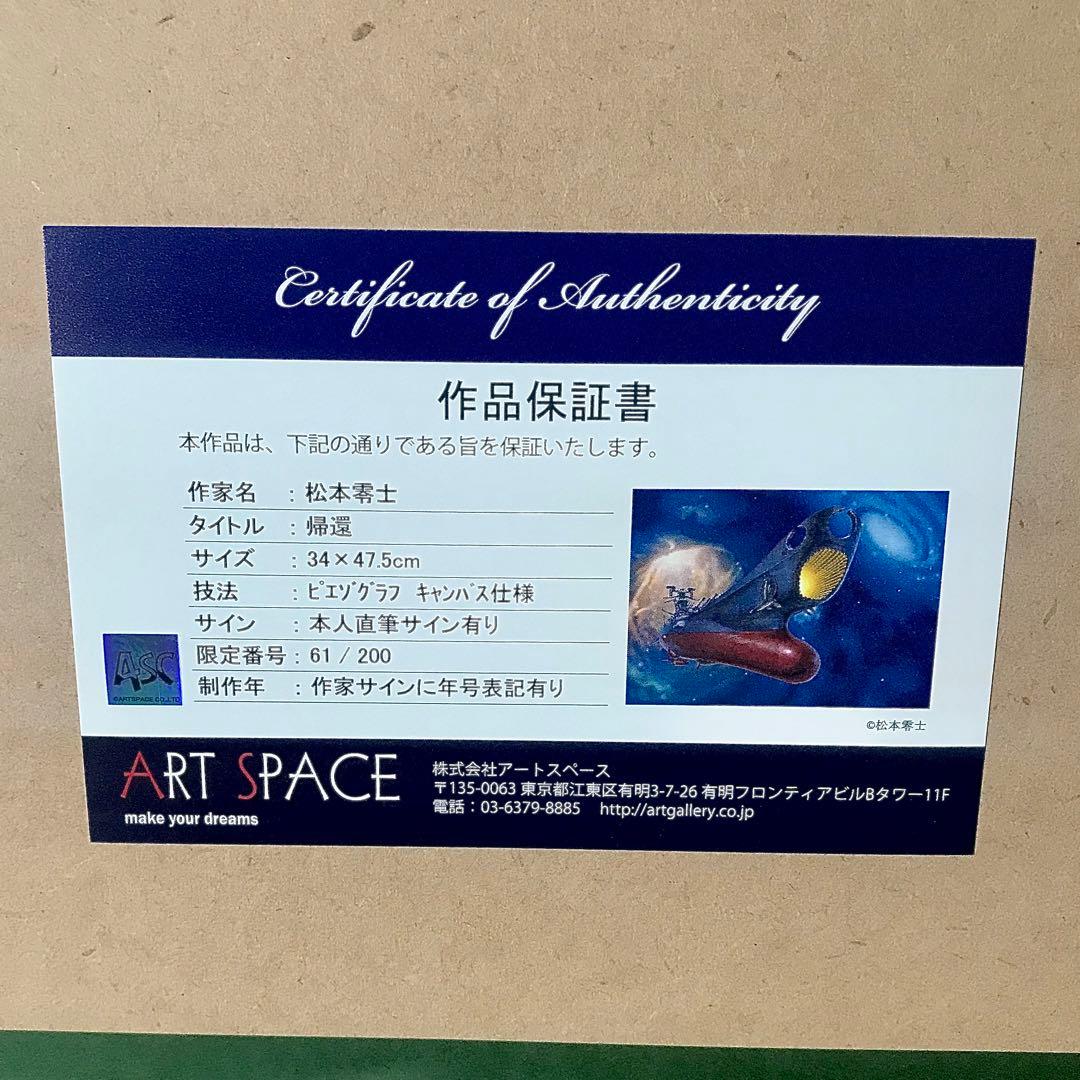 Certificate of Authenticity
作品保証書
本作品は、下記の通りである旨を保証いたします。
作家名 : 松本零士
タイトル : 帰還
サイズ : 34×47.5cm
技法 : ﾋﾟｴｿﾞｸﾞﾗﾌ ｷｬﾝﾊﾞｽ仕様
サイン : 本人直筆サイン有り
限定番号 : 61 / 200
制作年 : 作家サインに年号表記有り
ASC
©ARTSPACE CO.,LTD
©松本零士
ART SPACE
make your dreams
株式会社アートスペース
〒135-0063 東京都江東区有明3-7-26 有明フロンティアビルBタワー11F
電話：03-6379-8885 http://artgallery.co.jp